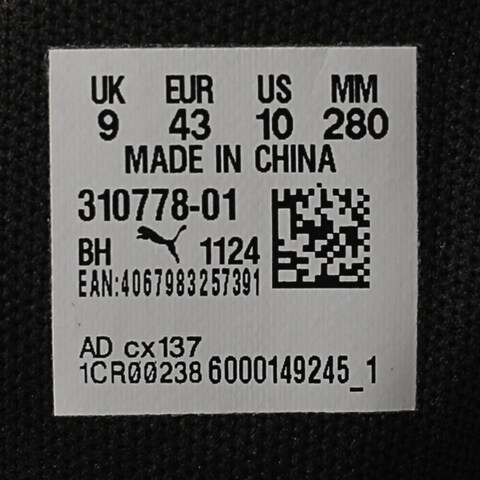 UK EUR US MM
9 43 10 280
MADE IN CHINA
310778-01
BH 1124
EAN:4067983257391
AD cx137
1CR00238 6000149245_1